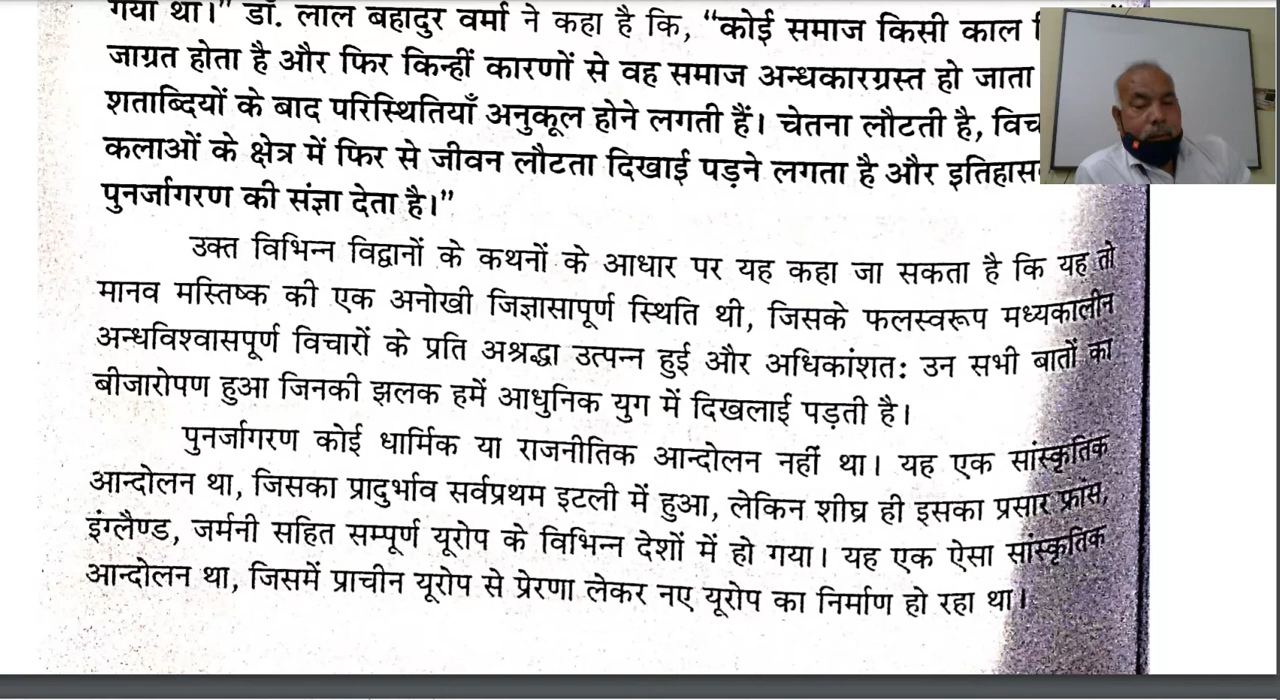 गया था।" डॉ. लाल बहादुर वर्मा ने कहा है कि, "कोई समाज किसी काल
जाग्रत होता है और फिर किन्हीं कारणों से वह समाज अन्धकारग्रस्त हो जाता
शताब्दियों के बाद परिस्थितियाँ अनुकूल होने लगती हैं। चेतना लौटती है,
कलाओं के क्षेत्र में फिर से जीवन लौटता दिखाई पड़ने लगता है और
पुनर्जागरण की संज्ञा देता है।"
उक्त विभिन्न विद्वानों के कथनों के आधार पर यह कहा जा सकता है कि यह तो
मानव मस्तिष्क की एक अनोखी जिज्ञासापूर्ण स्थिति थी, जिसके फलस्वरूप मध्यकालीन
अन्धविश्वासपूर्ण विचारों के प्रति अश्रद्धा उत्पन्न हुई और अधिकांशत: उन सभी बातों का
बीजारोपण हुआ जिनकी झलक हमें आधुनिक युग में दिखलाई पड़ती है।
पुनर्जागरण कोई धार्मिक या राजनीतिक आन्दोलन नहीं था। यह एक सांस्कृतिक
आन्दोलन था, जिसका प्रादुर्भाव सर्वप्रथम इटली में हुआ, लेकिन शीघ्र ही इसका प्रसार फ्रांस,
इंग्लैण्ड, जर्मनी सहित सम्पूर्ण यूरोप के विभिन्न देशों में हो गया। यह एक ऐसा सांस्कृतिक
आन्दोलन था, जिसमें प्राचीन यूरोप से प्रेरणा लेकर नए यूरोप का निर्माण हो रहा था।